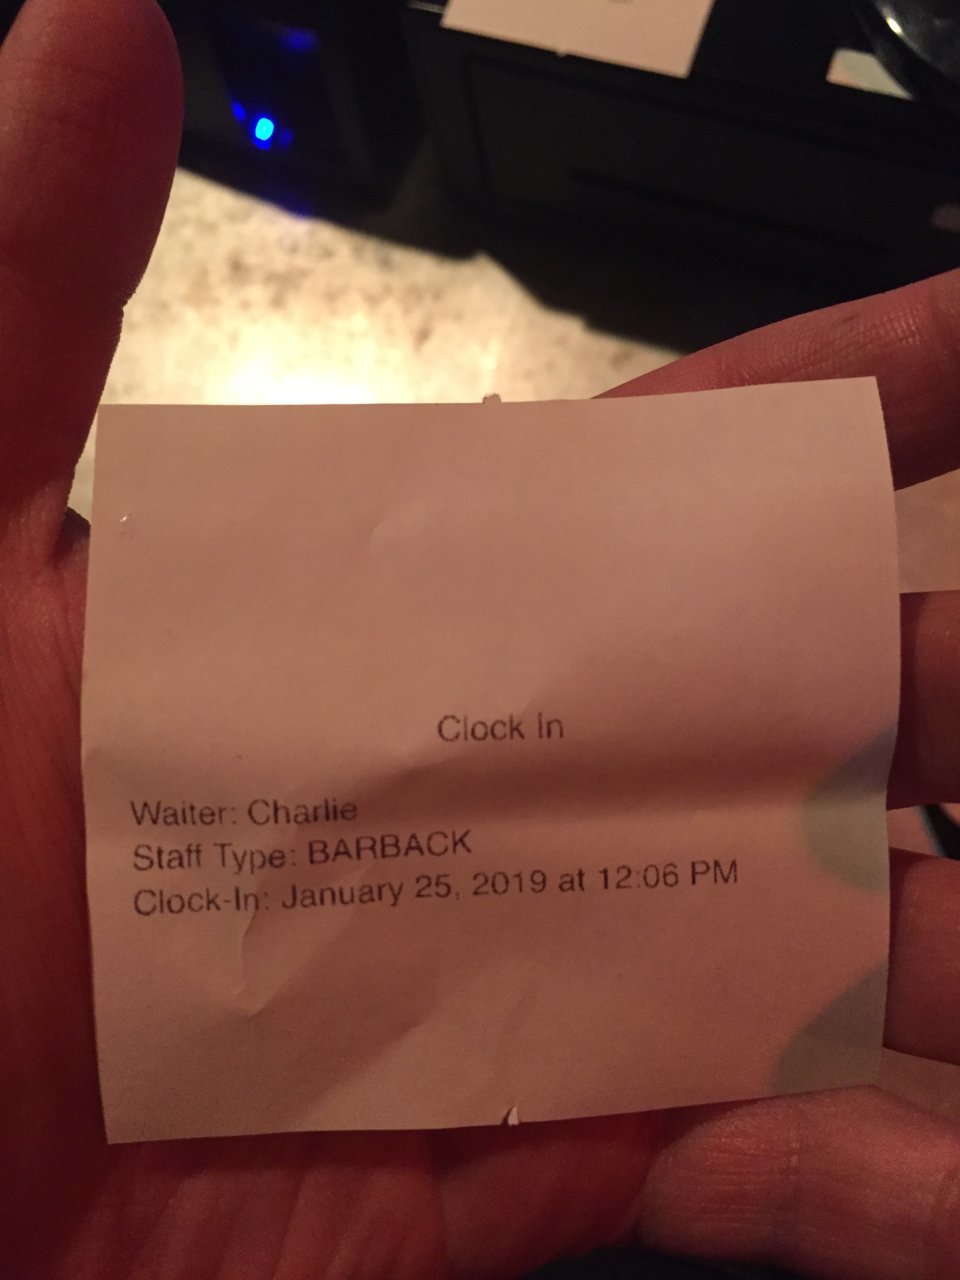 Clock In
Waiter: Charlie
Staff Type: BARBACK
Clock-In: January 25, 2019 at 12:06 PM